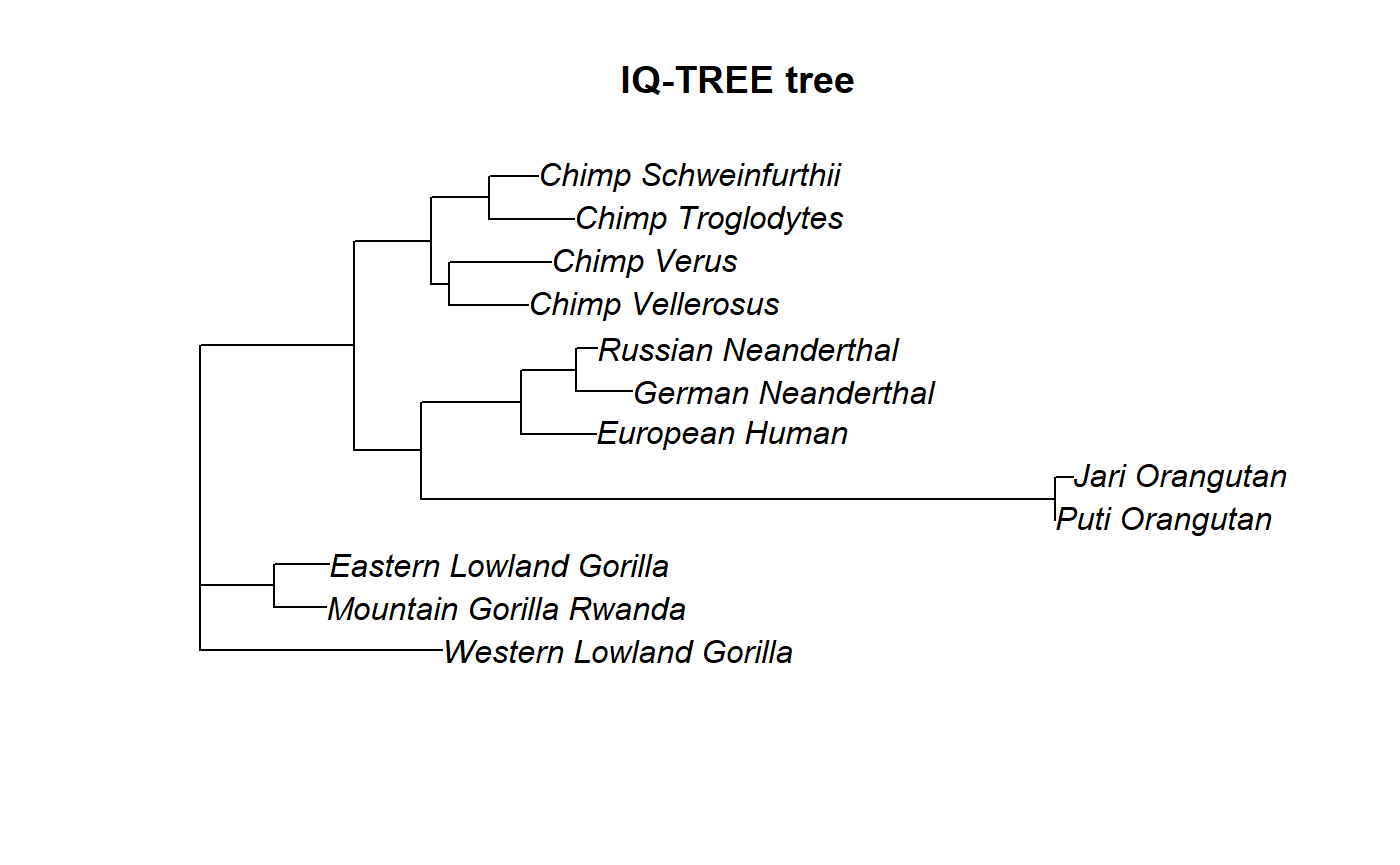 IQ-TREE tree
Chimp Schweinfurthii
Chimp Troglodytes
Chimp Verus
Chimp Vellerosus
Russian Neanderthal
German Neanderthal
European Human
Jari Orangutan
Puti Orangutan
Eastern Lowland Gorilla
Mountain Gorilla Rwanda
Western Lowland Gorilla